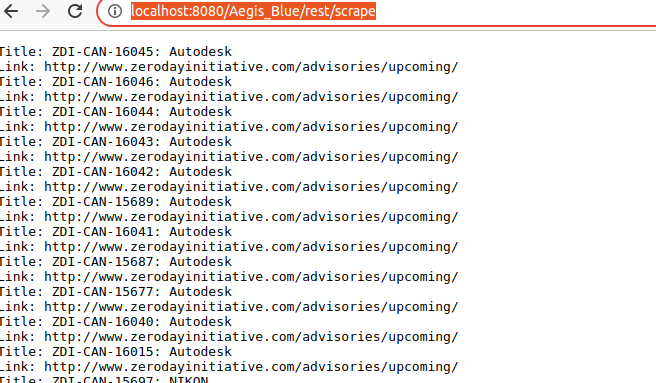 localhost:8080/Aegis_Blue/rest/scrape
Title: ZDI-CAN-16045: Autodesk
Link: http://www.zerodayinitiative.com/advisories/upcoming/
Title: ZDI-CAN-16046: Autodesk
Link: http://www.zerodayinitiative.com/advisories/upcoming/
Title: ZDI-CAN-16044: Autodesk
Link: http://www.zerodayinitiative.com/advisories/upcoming/
Title: ZDI-CAN-16043: Autodesk
Link: http://www.zerodayinitiative.com/advisories/upcoming/
Title: ZDI-CAN-16042: Autodesk
Link: http://www.zerodayinitiative.com/advisories/upcoming/
Title: ZDI-CAN-15689: Autodesk
Link: http://www.zerodayinitiative.com/advisories/upcoming/
Title: ZDI-CAN-16041: Autodesk
Link: http://www.zerodayinitiative.com/advisories/upcoming/
Title: ZDI-CAN-15687: Autodesk
Link: http://www.zerodayinitiative.com/advisories/upcoming/
Title: ZDI-CAN-15677: Autodesk
Link: http://www.zerodayinitiative.com/advisories/upcoming/
Title: ZDI-CAN-16040: Autodesk
Link: http://www.zerodayinitiative.com/advisories/upcoming/
Title: ZDI-CAN-16015: Autodesk
Link: http://www.zerodayinitiative.com/advisories/upcoming/
Title: ZDI-CAN-15697: NIKON